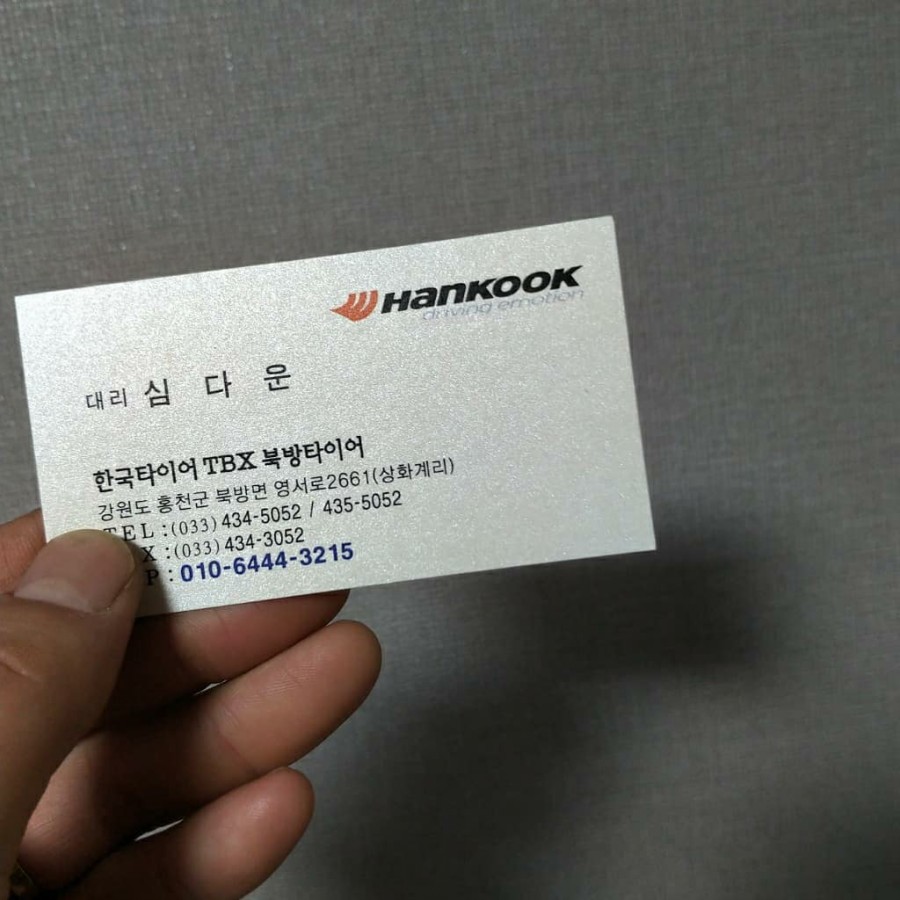 HANKOOK
driving emotion
대리 심 다 운
한국타이어 TBX 북방타이어
강원도 홍천군 북방면 영서로2661(상화계리)
TEL :(033) 434-5052 / 435-5052
X :(033) 434-3052
P : 010-6444-3215